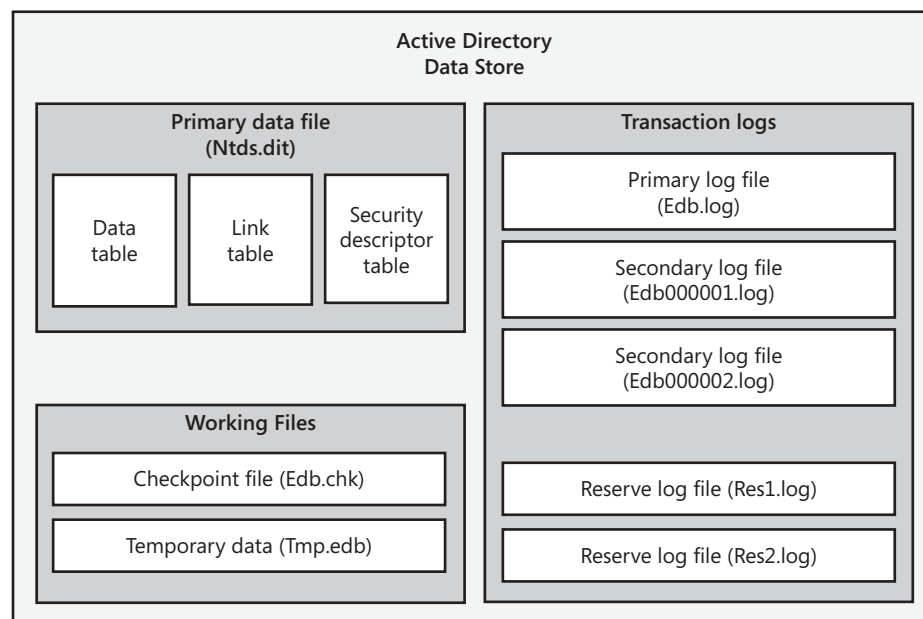 Active Directory
Data Store
Primary data file
(Ntds.dit)
Data
table
Link
table
Security
descriptor
table
Working Files
Checkpoint file (Edb.chk)
Temporary data (Tmp.edb)
Transaction logs
Primary log file
(Edb.log)
Secondary log file
(Edb000001.log)
Secondary log file
(Edb000002.log)
Reserve log file (Res1.log)
Reserve log file (Res2.log)